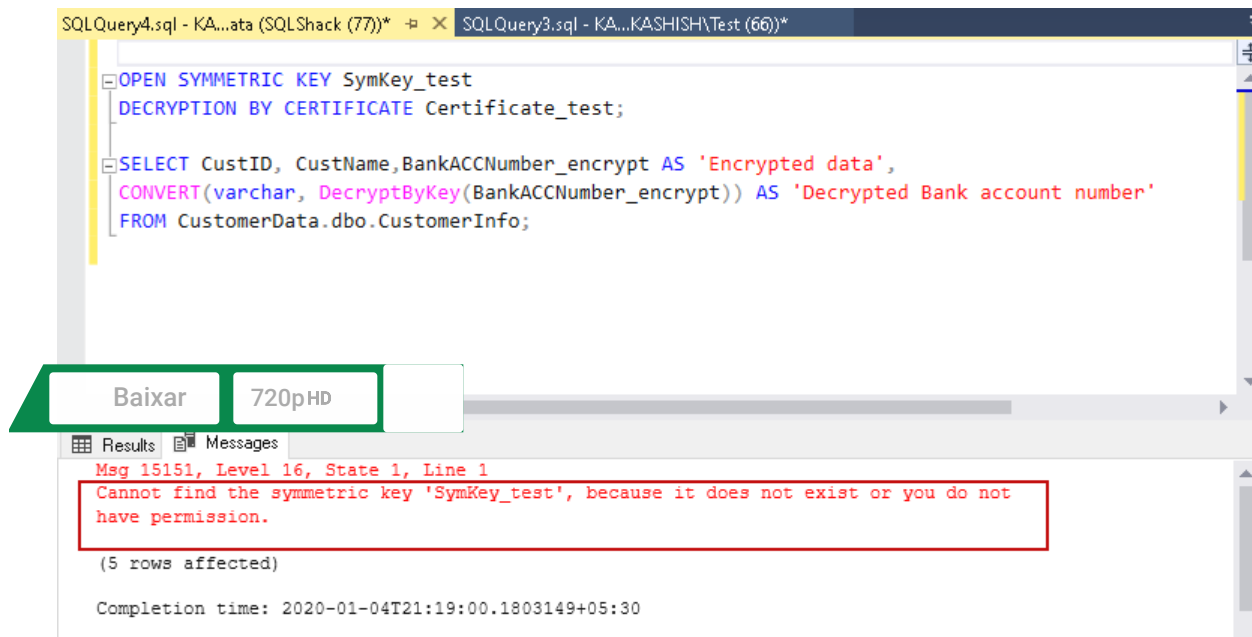 SQLQuery4.sql - KA...ata (SQLShack (77))* SQLQuery3.sql - KA...KASHISH\Test (66))*
OPEN SYMMETRIC KEY SymKey_test
DECRYPTION BY CERTIFICATE Certificate_test;
SELECT CustID, CustName,BankACCNumber_encrypt AS 'Encrypted data',
CONVERT(varchar, DecryptByKey(BankACCNumber_encrypt)) AS 'Decrypted Bank account number'
FROM CustomerData.dbo.CustomerInfo;
Baixar 720pHD
Results Messages
Msg 15151, Level 16, State 1, Line 1
Cannot find the symmetric key 'SymKey_test', because it does not exist or you do not
have permission.
(5 rows affected)
Completion time: 2020-01-04T21:19:00.1803149+05:30